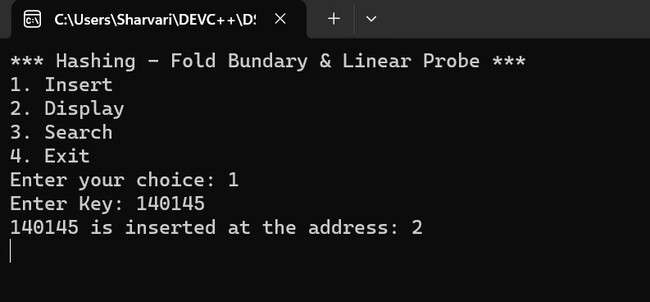 C:\Users\Sharvari\DEVC++\DS
*** Hashing - Fold Bundary & Linear Probe ***
1. Insert
2. Display
3. Search
4. Exit
Enter your choice: 1
Enter Key: 140145
140145 is inserted at the address: 2